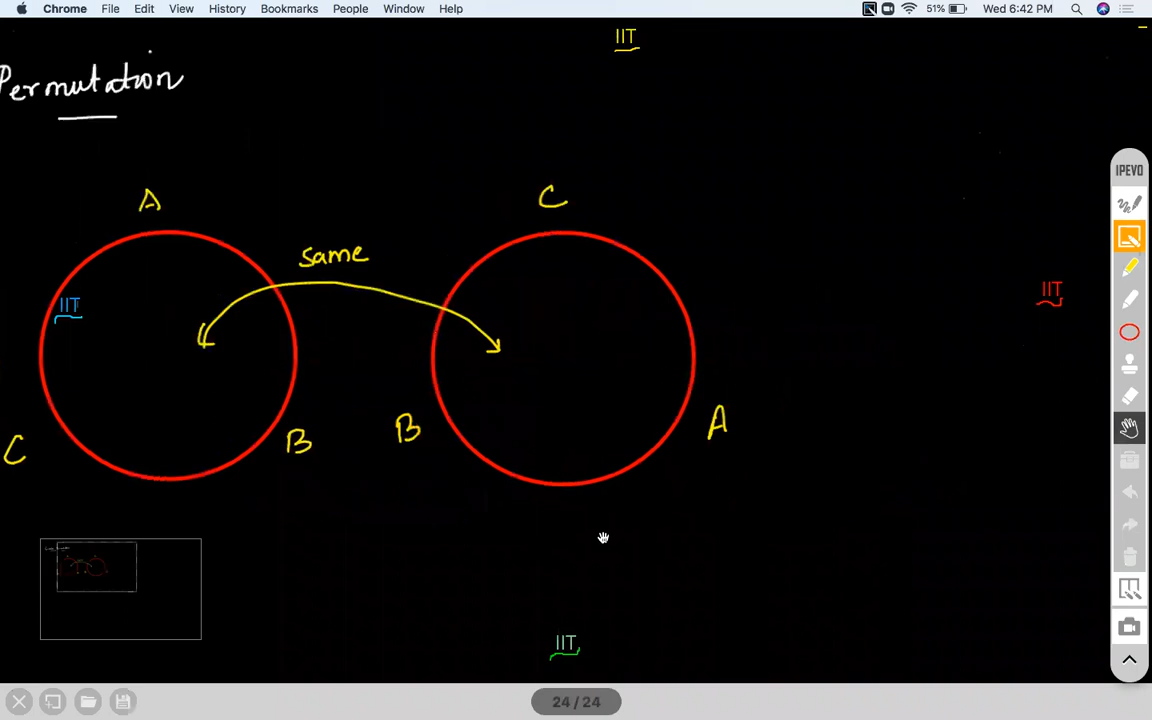 Chrome File Edit View History Bookmarks People Window Help 51% Wed 6:42 PM
IIT
Permutation
IPEVO
A
C
same
IIT
IIT
C
B
B
A
IIT
24 / 24